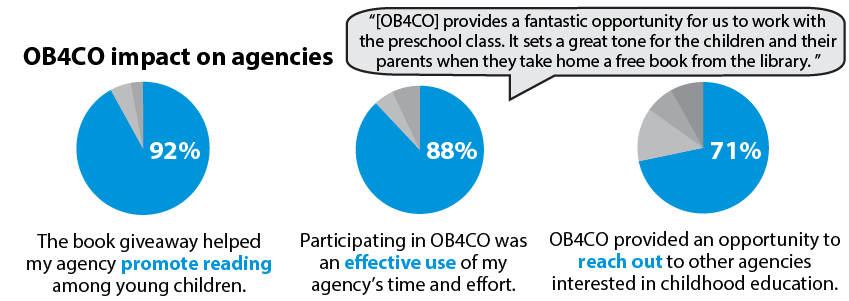 “[OB4CO] provides a fantastic opportunity for us to work with
the preschool class. It sets a great tone for the children and their
parents when they take home a free book from the library. ”
OB4CO impact on agencies
92%
88%
71%
The book giveaway helped
my agency promote reading
among young children.
Participating in OB4CO was
an effective use of my
agency’s time and effort.
OB4CO provided an opportunity to
reach out to other agencies
interested in childhood education.